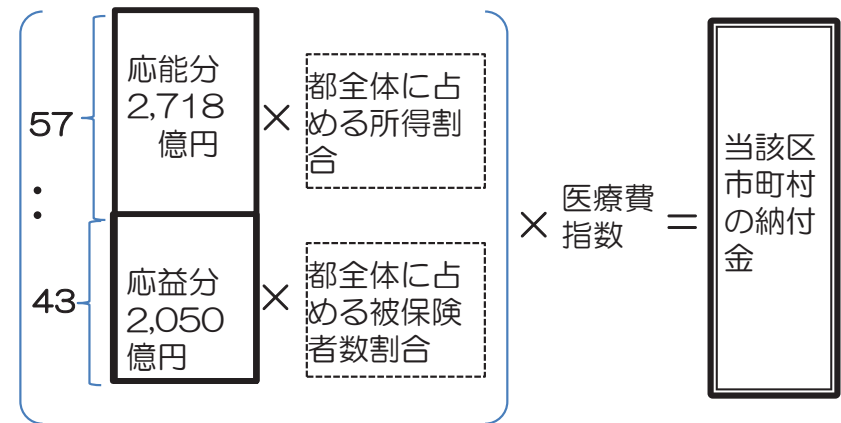 57
:
43
応能分
2,718
億円
×
都全体に占
める所得割
合
応益分
2,050
億円
×
都全体に占
める被保険
者数割合
×
医療費
指数
＝
当該区
市町村
の納付
金